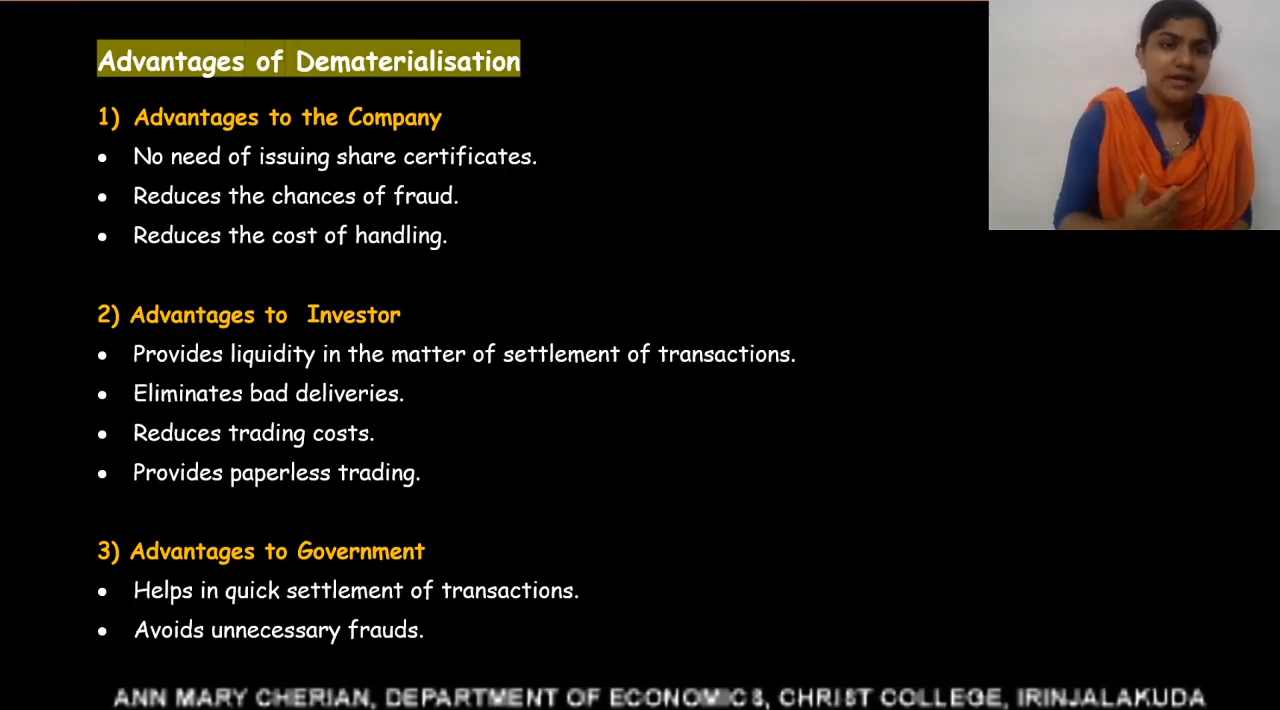 Advantages of Dematerialisation
1) Advantages to the Company
• No need of issuing share certificates.
• Reduces the chances of fraud.
• Reduces the cost of handling.
2) Advantages to Investor
• Provides liquidity in the matter of settlement of transactions.
• Eliminates bad deliveries.
• Reduces trading costs.
• Provides paperless trading.
3) Advantages to Government
• Helps in quick settlement of transactions.
• Avoids unnecessary frauds.
ANN MARY CHERIAN, DEPARTMENT OF ECONOMICS, CHRIST COLLEGE, IRINJALAKUDA